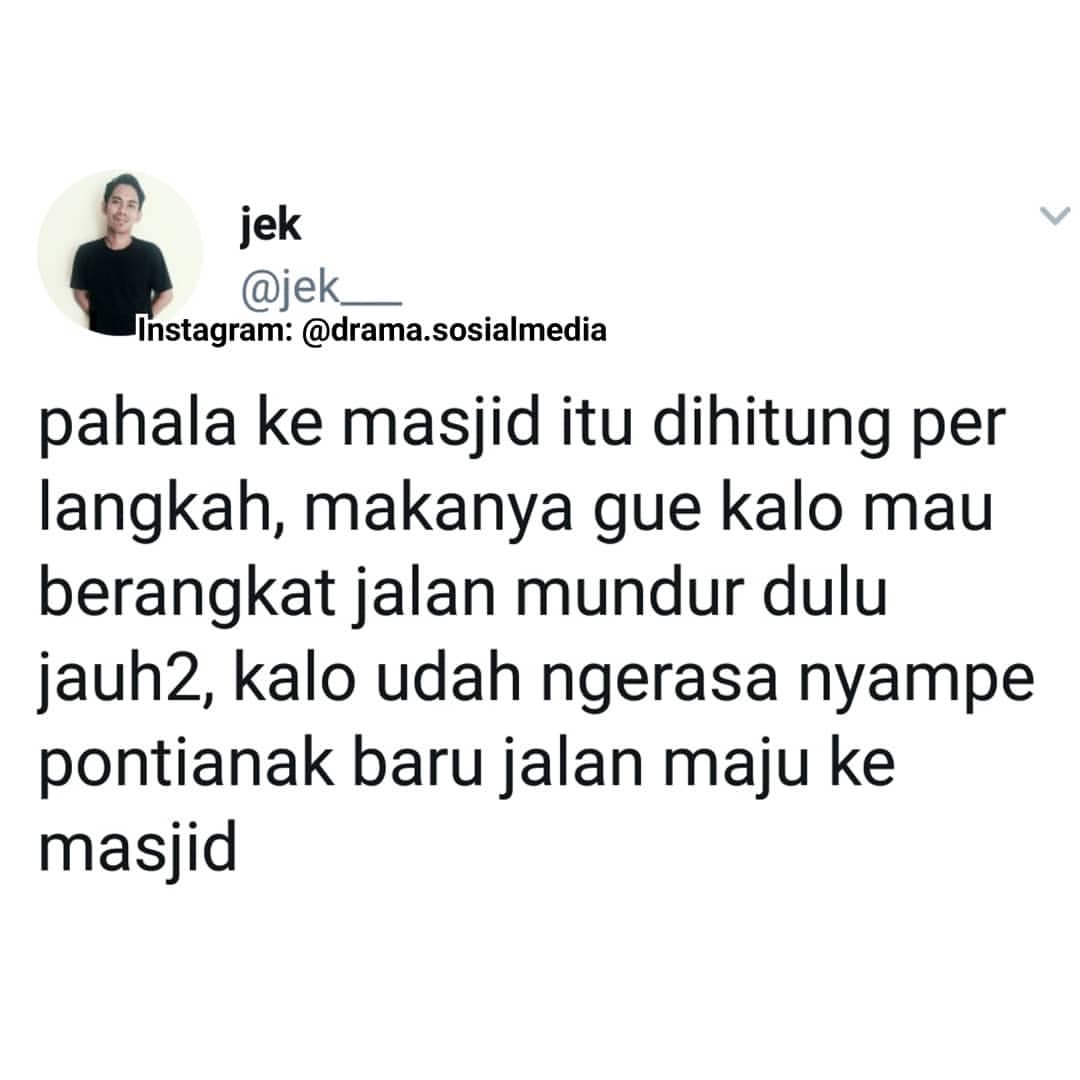 jek
@jek___
Instagram: @drama.sosialmedia
pahala ke masjid itu dihitung per
langkah, makanya gue kalo mau
berangkat jalan mundur dulu
jauh2, kalo udah ngerasa nyampe
pontianak baru jalan maju ke
masjid